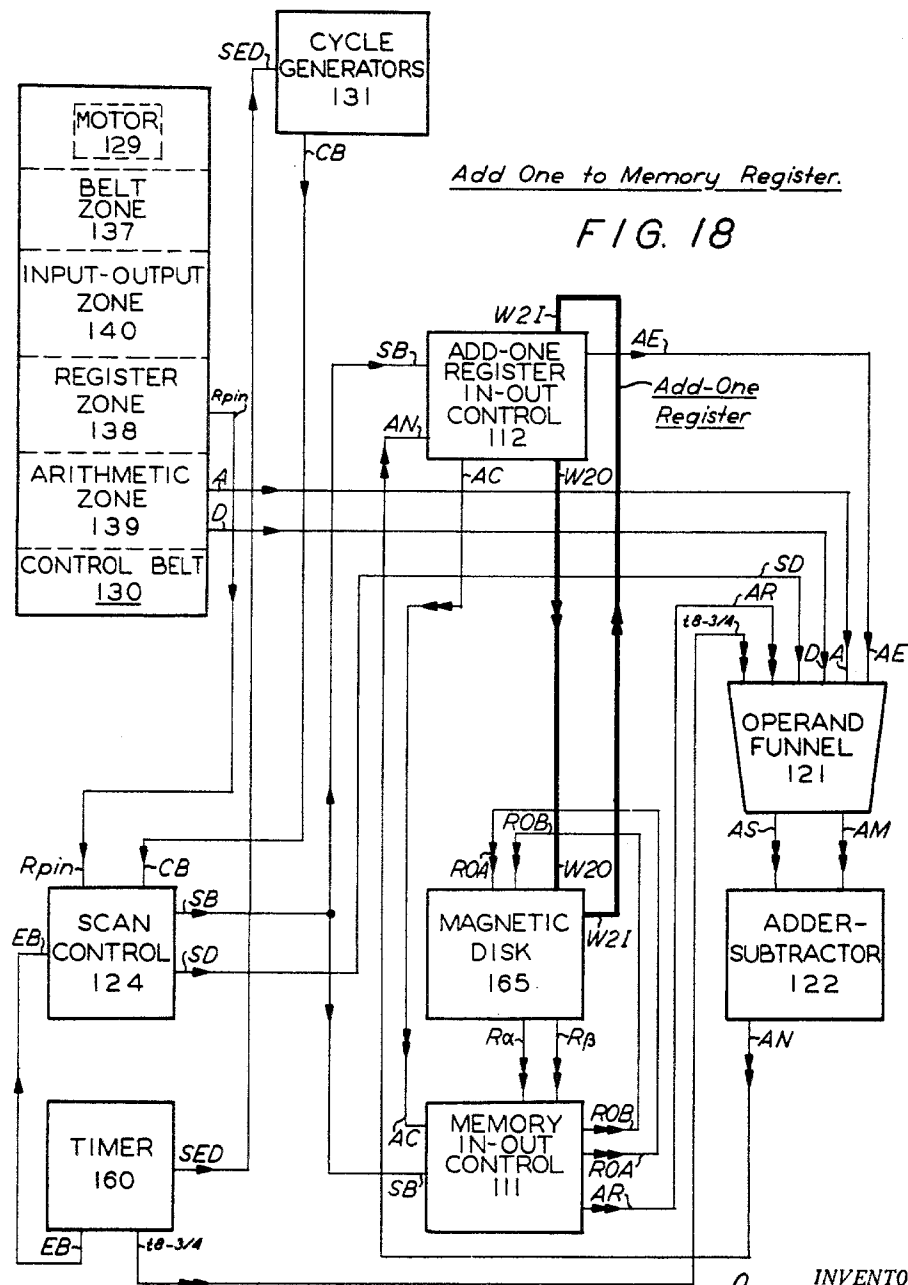 SED
CYCLE
GENERATORS
131
CB
MOTOR
129
BELT
ZONE
137
INPUT-OUTPUT
ZONE
140
REGISTER
ZONE
138
Rpin
ARITHMETIC
ZONE
139
A
D
CONTROL BELT
130
Add One to Memory Register.
FIG. 18
W2I
SB
ADD-ONE
REGISTER
IN-OUT
CONTROL
112
AE
AN
AC
W2O
Add-One
Register
SD
AR
t8-3/4
D
A
AE
OPERAND
FUNNEL
121
AS
AM
ROB
ROA
W2O
Rpin
CB
SCAN
CONTROL
124
EB
SB
SD
MAGNETIC
DISK
165
W2I
ADDER-
SUBTRACTOR
122
AN
Rα
Rβ
TIMER
160
SED
EB
t8-3/4
AC
SB
MEMORY
IN-OUT
CONTROL
111
ROB
ROA
AR
INVENTO